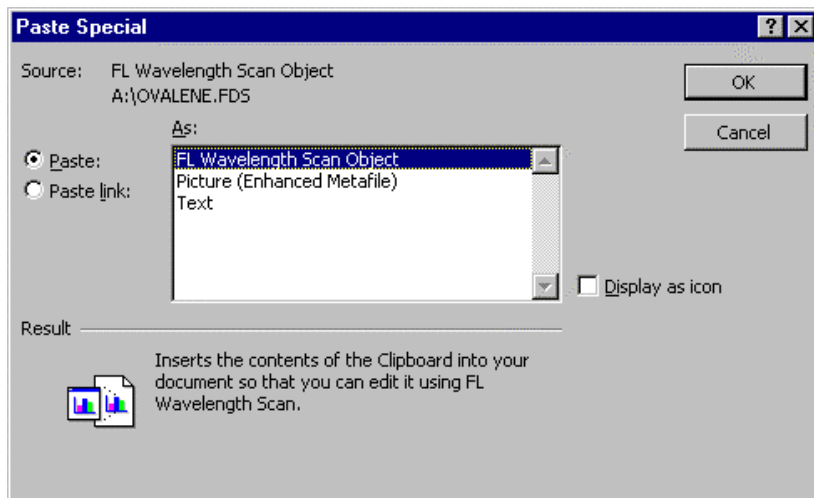 Paste Special
Source: FL Wavelength Scan Object
A:\OVALENE.FDS
OK
Cancel
As:
Paste:
Paste link:
FL Wavelength Scan Object
Picture (Enhanced Metafile)
Text
Display as icon
Result
Inserts the contents of the Clipboard into your
document so that you can edit it using FL
Wavelength Scan.